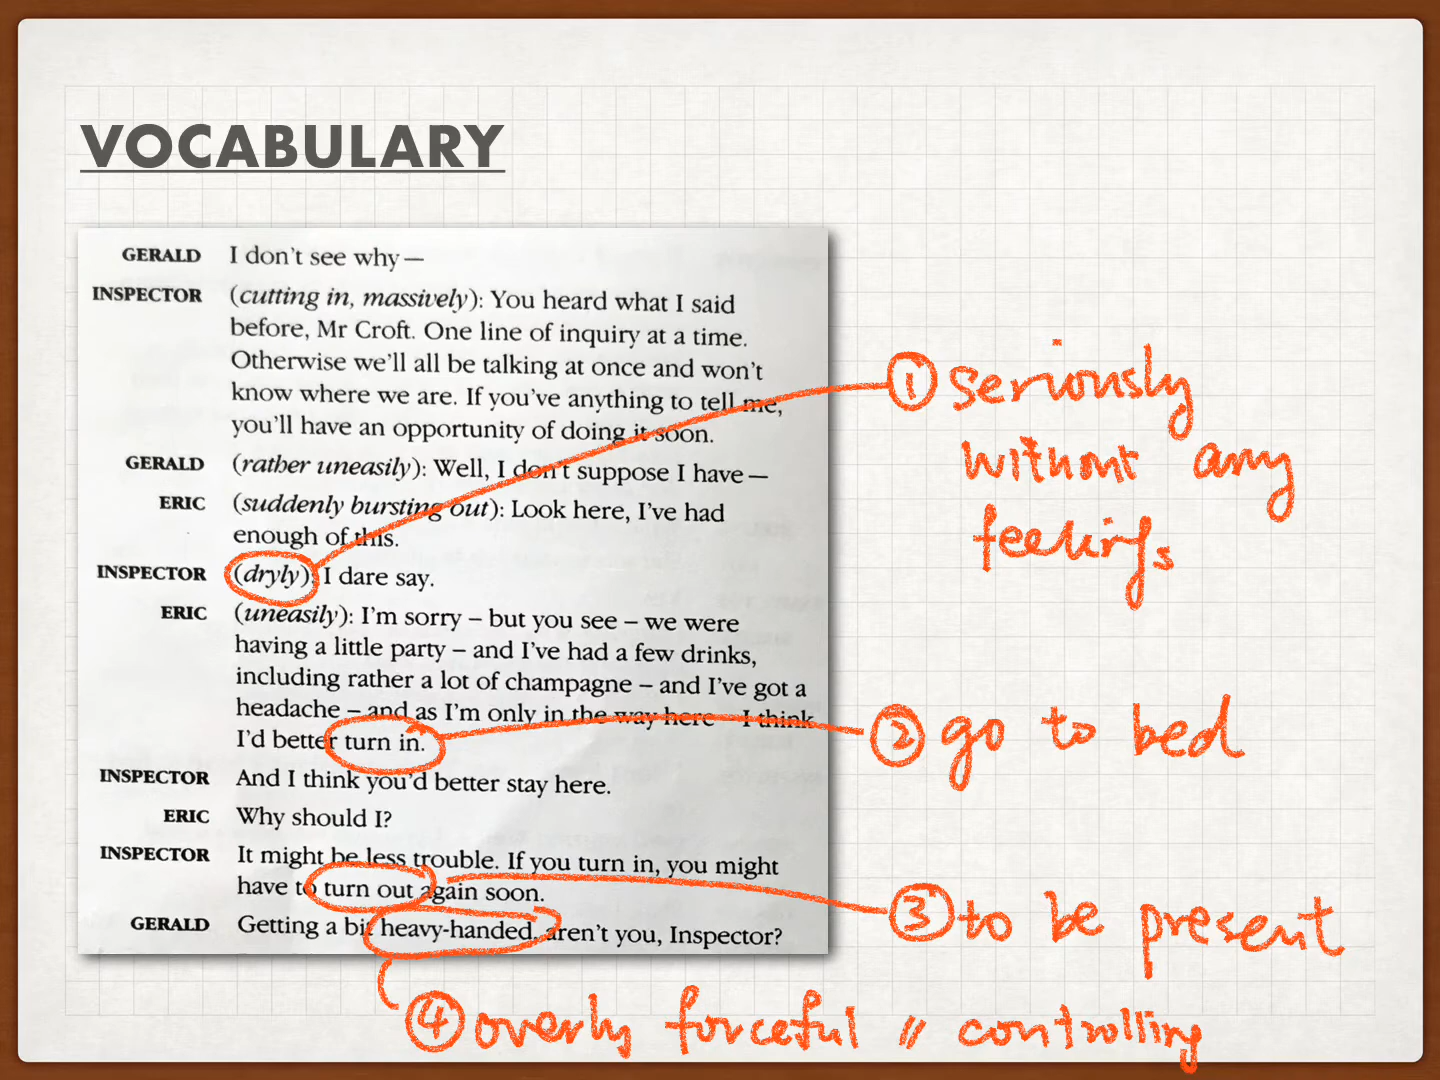 VOCABULARY
GERALD I don't see why—
INSPECTOR (cutting in, massively): You heard what I said
before, Mr Croft. One line of inquiry at a time.
Otherwise we'll all be talking at once and won't
know where we are. If you've anything to tell me,
you'll have an opportunity of doing it soon.
GERALD (rather uneasily): Well, I don't suppose I have—
ERIC (suddenly bursting out): Look here, I've had
enough of this.
INSPECTOR (dryly): I dare say.
ERIC (uneasily): I'm sorry – but you see – we were
having a little party – and I've had a few drinks,
including rather a lot of champagne – and I've got a
headache – and as I'm only in the way here – I think
I'd better turn in.
INSPECTOR And I think you'd better stay here.
ERIC Why should I?
INSPECTOR It might be less trouble. If you turn in, you might
have to turn out again soon.
GERALD Getting a bit heavy-handed, aren't you, Inspector?
① seriously
without any
feelings
② go to bed
③ to be present
④ overly forceful // controlling